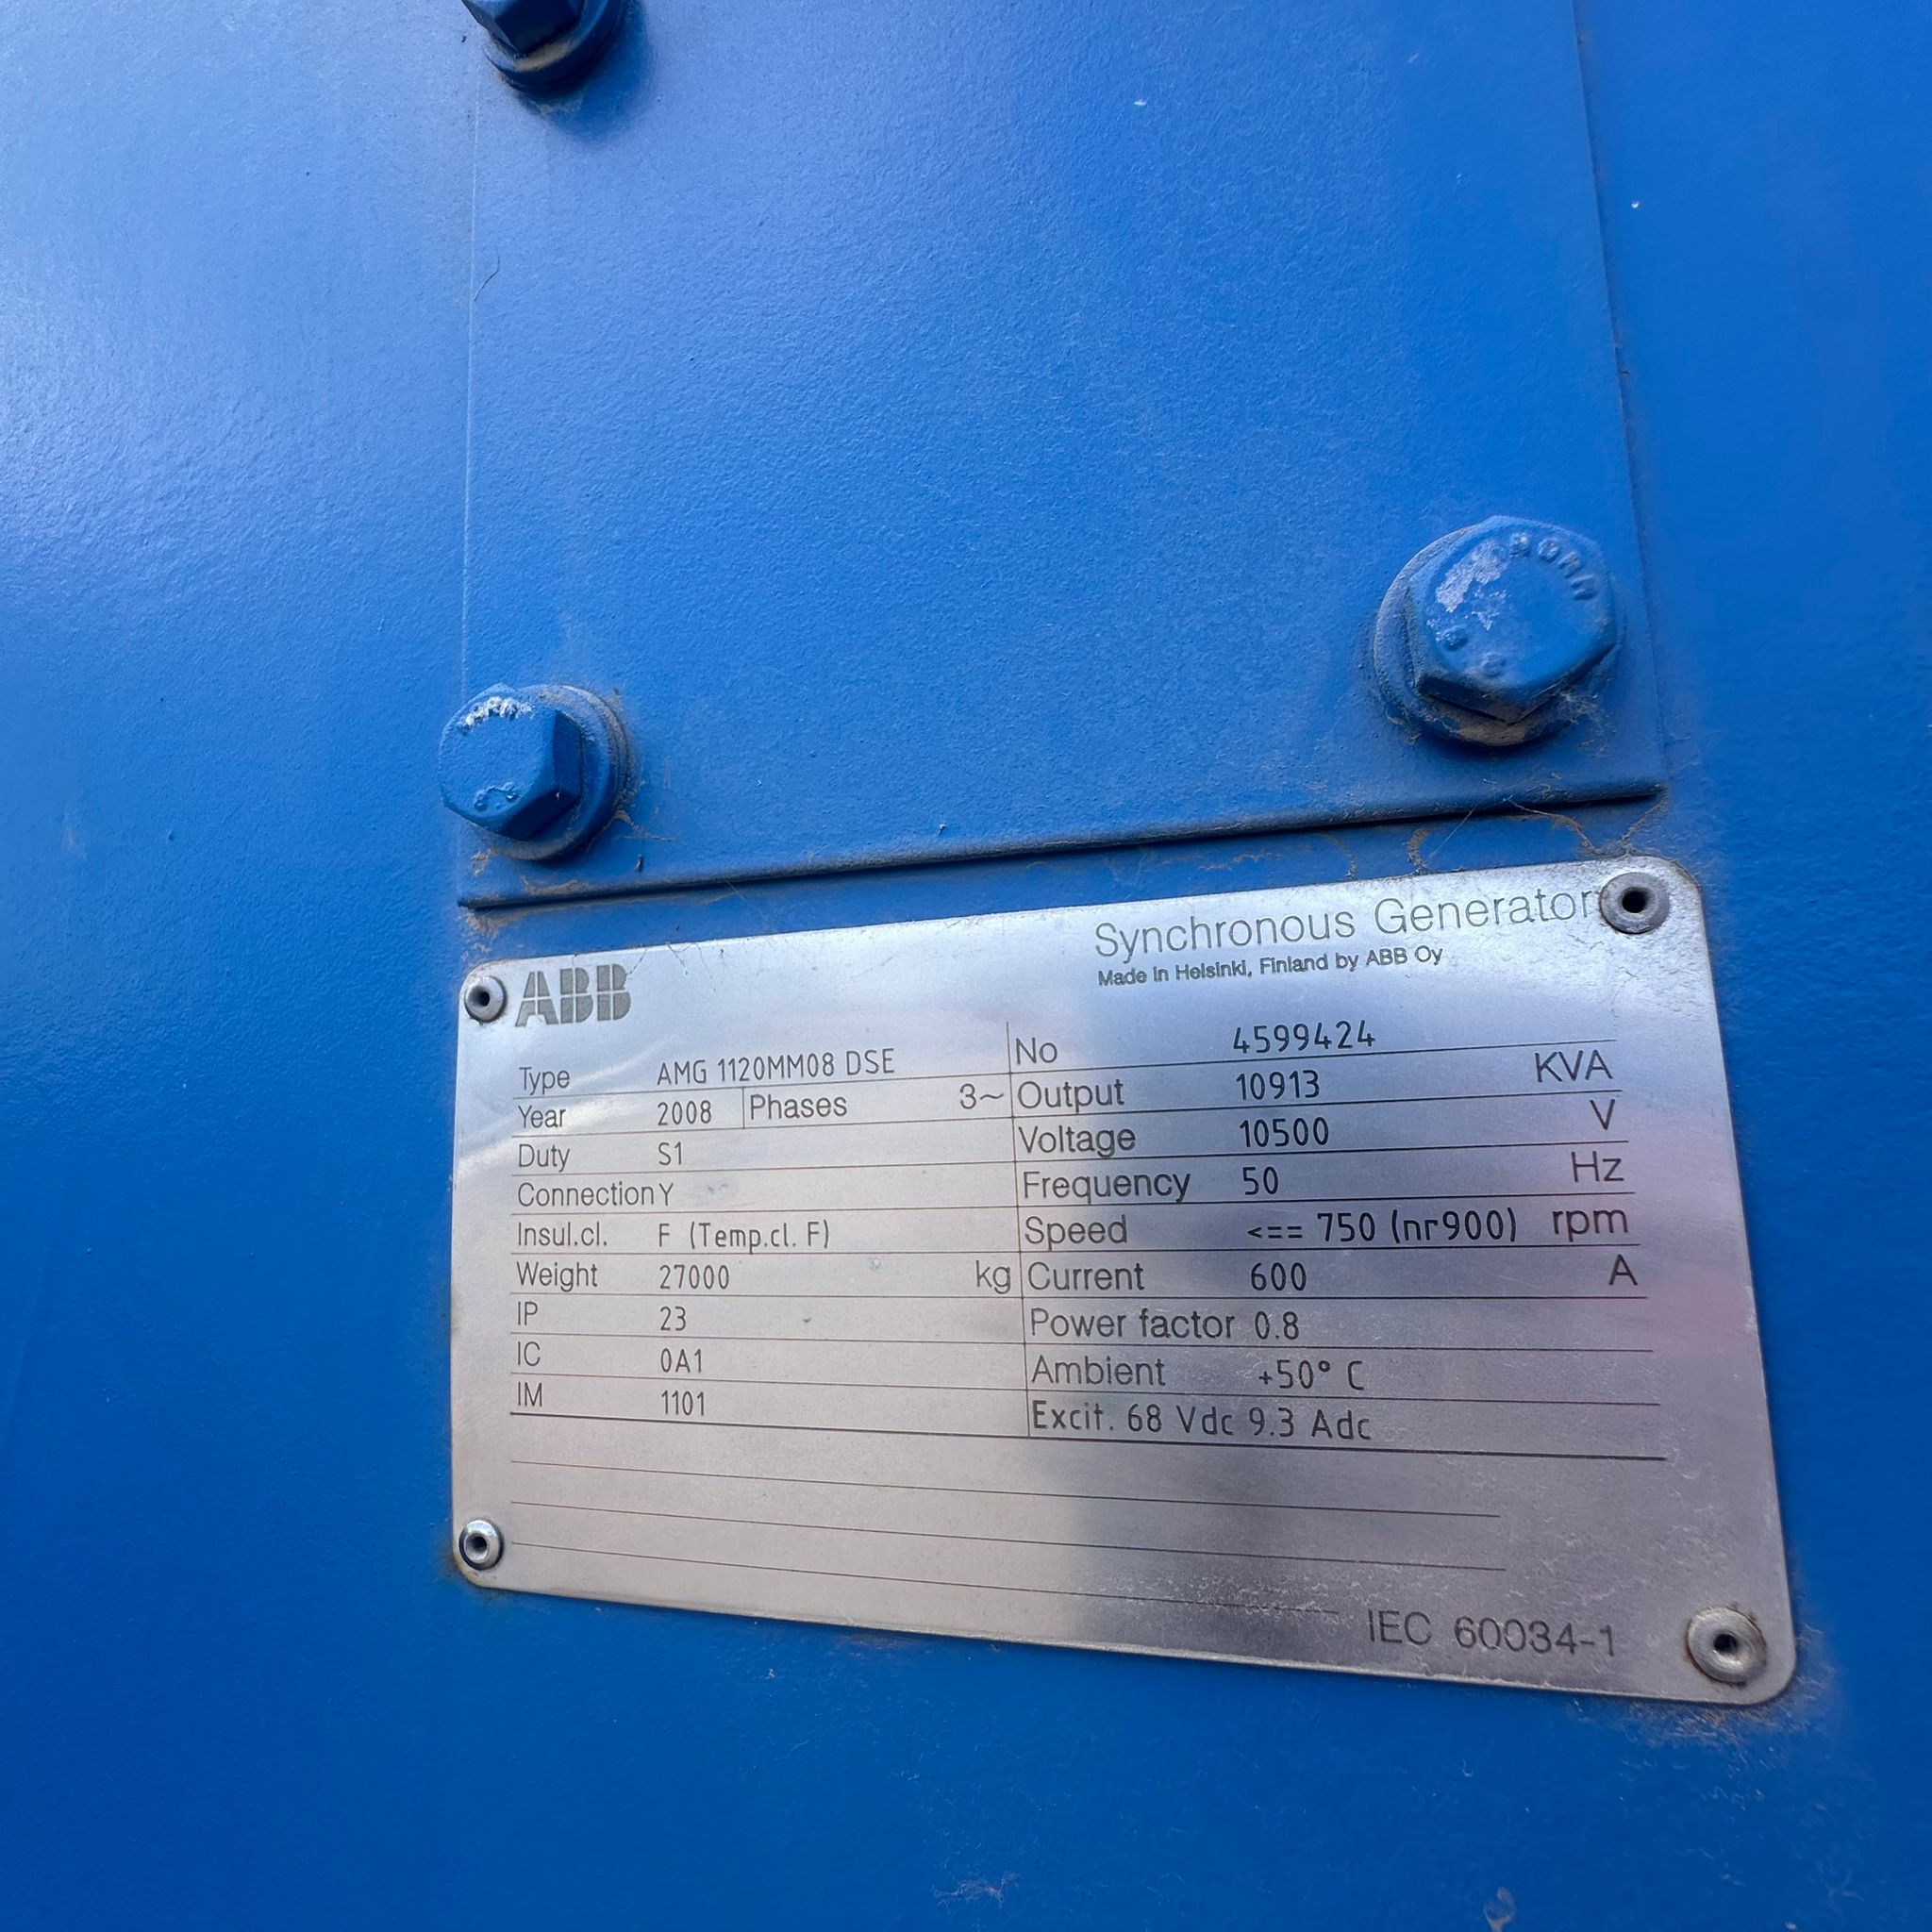 ABB
Synchronous Generator
Made in Helsinki, Finland by ABB Oy
Type AMG 1120MM08 DSE
Year 2008 Phases 3~
Duty S1
Connection Y
Insul.cl. F (Temp.cl. F)
Weight 27000 kg
IP 23
IC 0A1
IM 1101
No 4599424
Output 10913 KVA
Voltage 10500 V
Frequency 50 Hz
Speed <== 750 (nr900) rpm
Current 600 A
Power factor 0.8
Ambient +50° C
Excit. 68 Vdc 9.3 Adc
IEC 60034-1